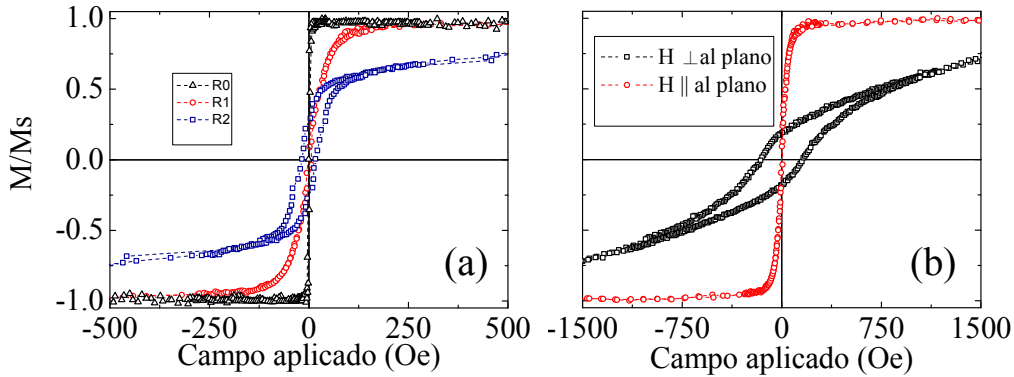 M/Ms
1.0
0.5
0.0
-0.5
-1.0
R0
R1
R2
(a)
-500
-250
0
250
500
Campo aplicado (Oe)
H ⊥ al plano
H || al plano
(b)
-1500
-750
0
750
1500
Campo aplicado (Oe)